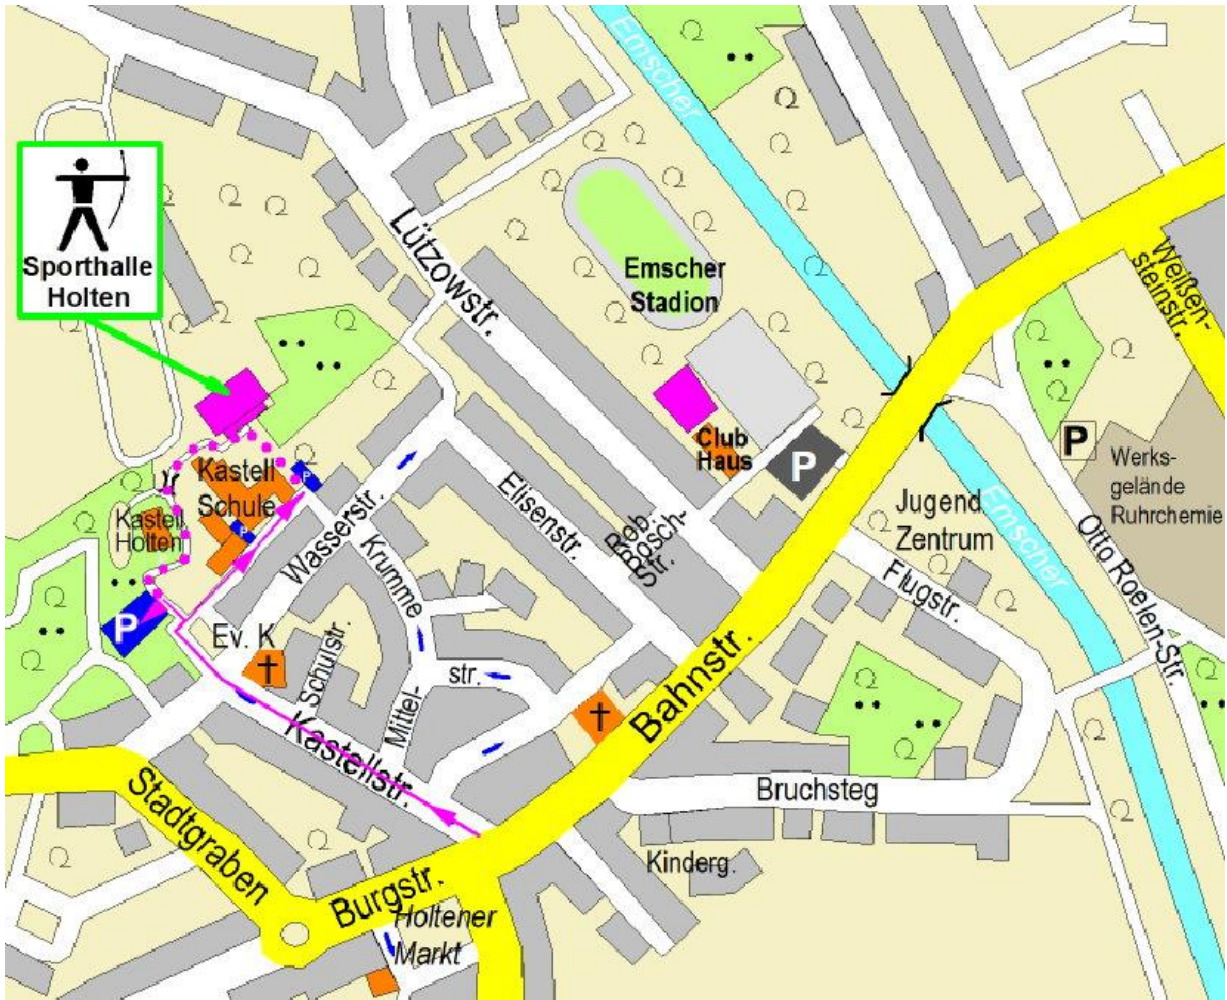 Emscher
Sporthalle
Holten
Lützowstr.
Emscher
Stadion
Weißen-
steinstr.
Club
Haus
P
P
Werks-
gelände
Ruhrchemie
Kastell
Schule
Kastell
Holten
Wasserstr.
Elisenstr.
Krumme
Str.
Jugend
Zentrum
Emscher
Otto Roelen-Str.
Flugstr.
P
Ev. K
Schulstr.
Mittel-
str.
Kastellstr.
Bahnstr.
Bruchsteg
Stadtgraben
Burgstr.
Kinderg.
Holtener
Markt